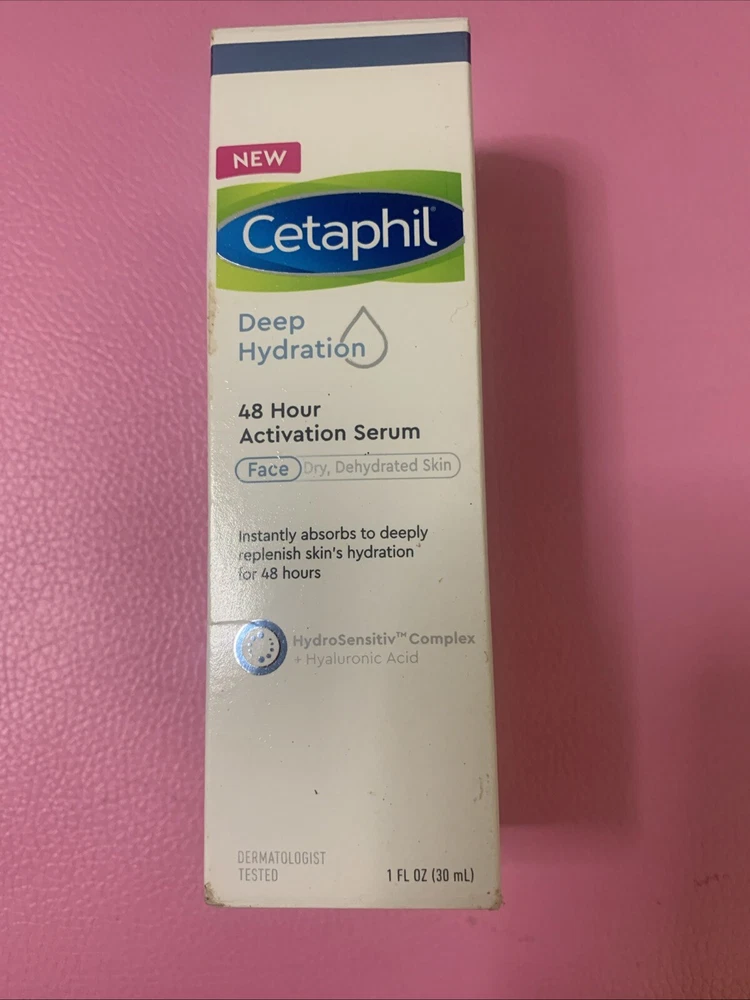 NEW
Cetaphil®
Deep
Hydration
48 Hour
Activation Serum
Face Dry, Dehydrated Skin
Instantly absorbs to deeply
replenish skin's hydration
for 48 hours
HydroSensitiv™ Complex
+ Hyaluronic Acid
DERMATOLOGIST
TESTED
1 FL OZ (30 mL)